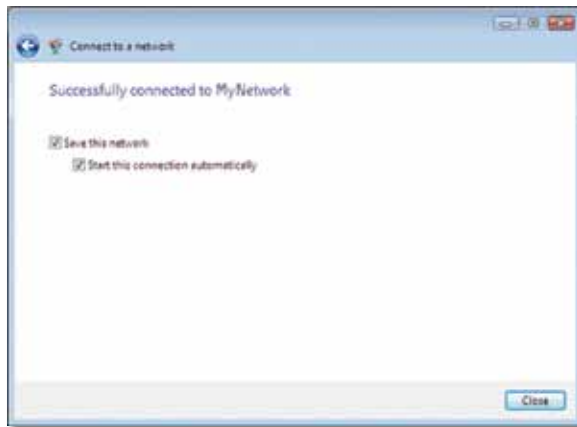 Connect to a network
Successfully connected to MyNetwork
Save this network
Start this connection automatically
Close